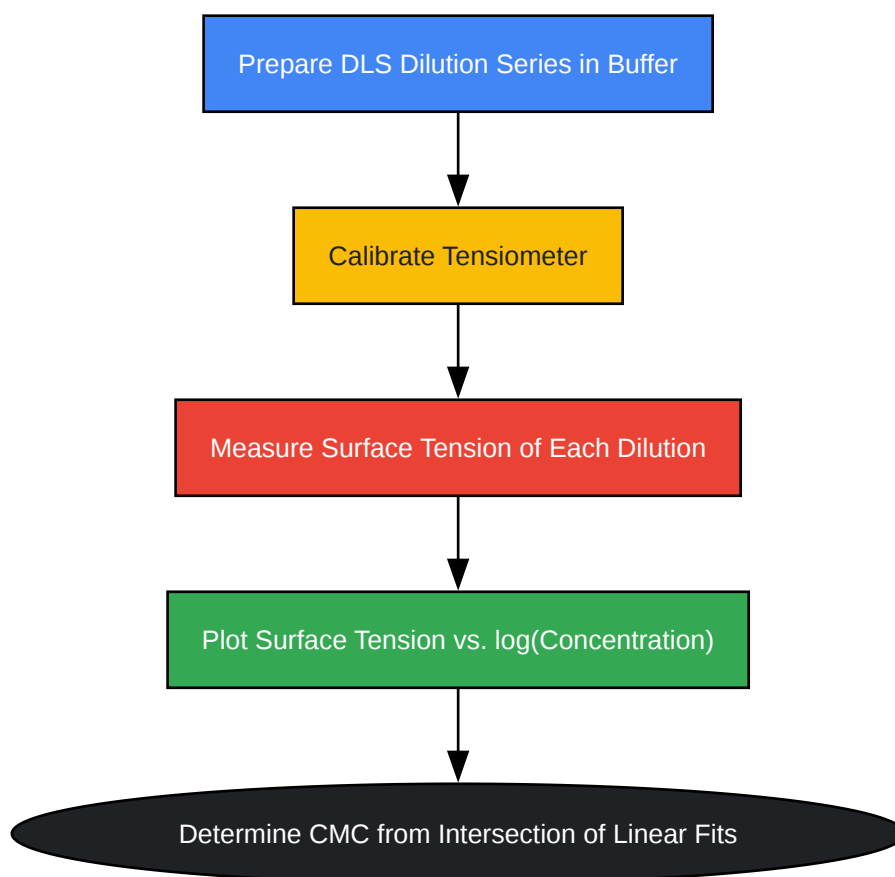 Prepare DLS Dilution Series in Buffer
Calibrate Tensiometer
Measure Surface Tension of Each Dilution
Plot Surface Tension vs. log(Concentration)
Determine CMC from Intersection of Linear Fits